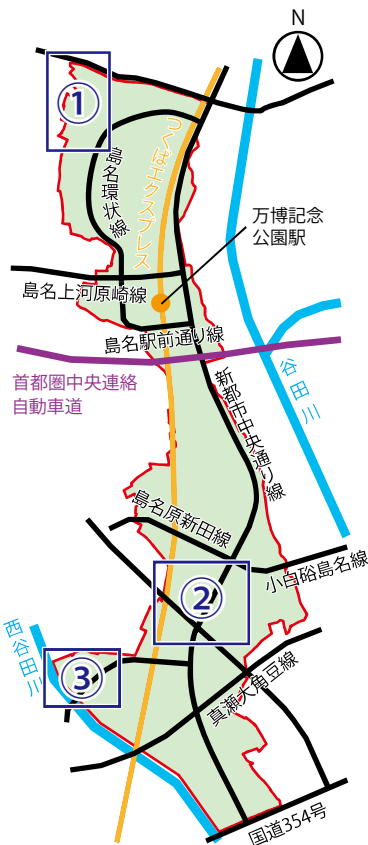 N
①
島名環状線
つくばエクスプレス
万博記念
公園駅
島名上河原崎線
島名駅前通り線
首都圏中央連絡
自動車道
谷田川
新都市中央通り線
島名原新田線
小白硲島名線
②
西谷田川
③
真瀬大角豆線
国道354号